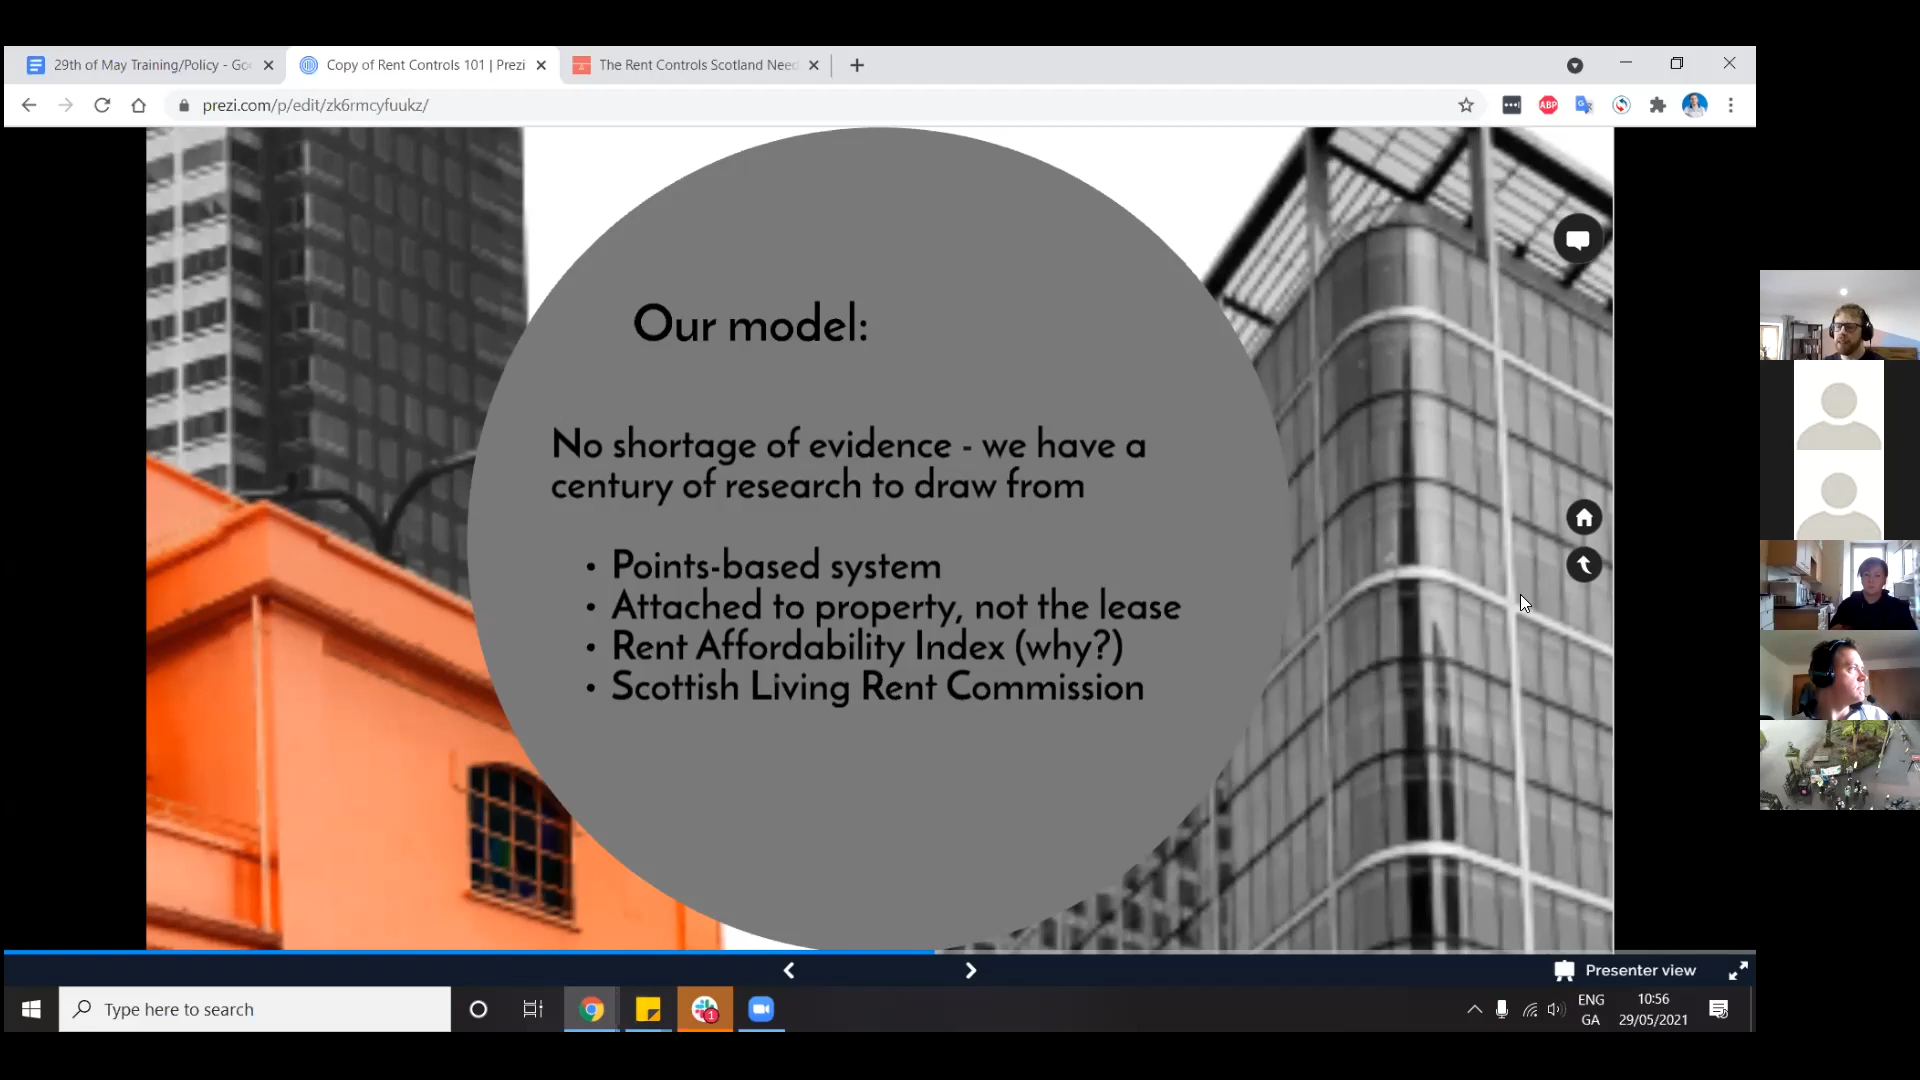 29th of May Training/Policy - Go
Copy of Rent Controls 101 | Prezi
The Rent Controls Scotland Need
prezi.com/p/edit/zk6rmcyfuukz/
ABP
Our model:
No shortage of evidence - we have a
century of research to draw from
• Points-based system
• Attached to property, not the lease
• Rent Affordability Index (why?)
• Scottish Living Rent Commission
Presenter view
Type here to search
1
ENG
GA
10:56
29/05/2021